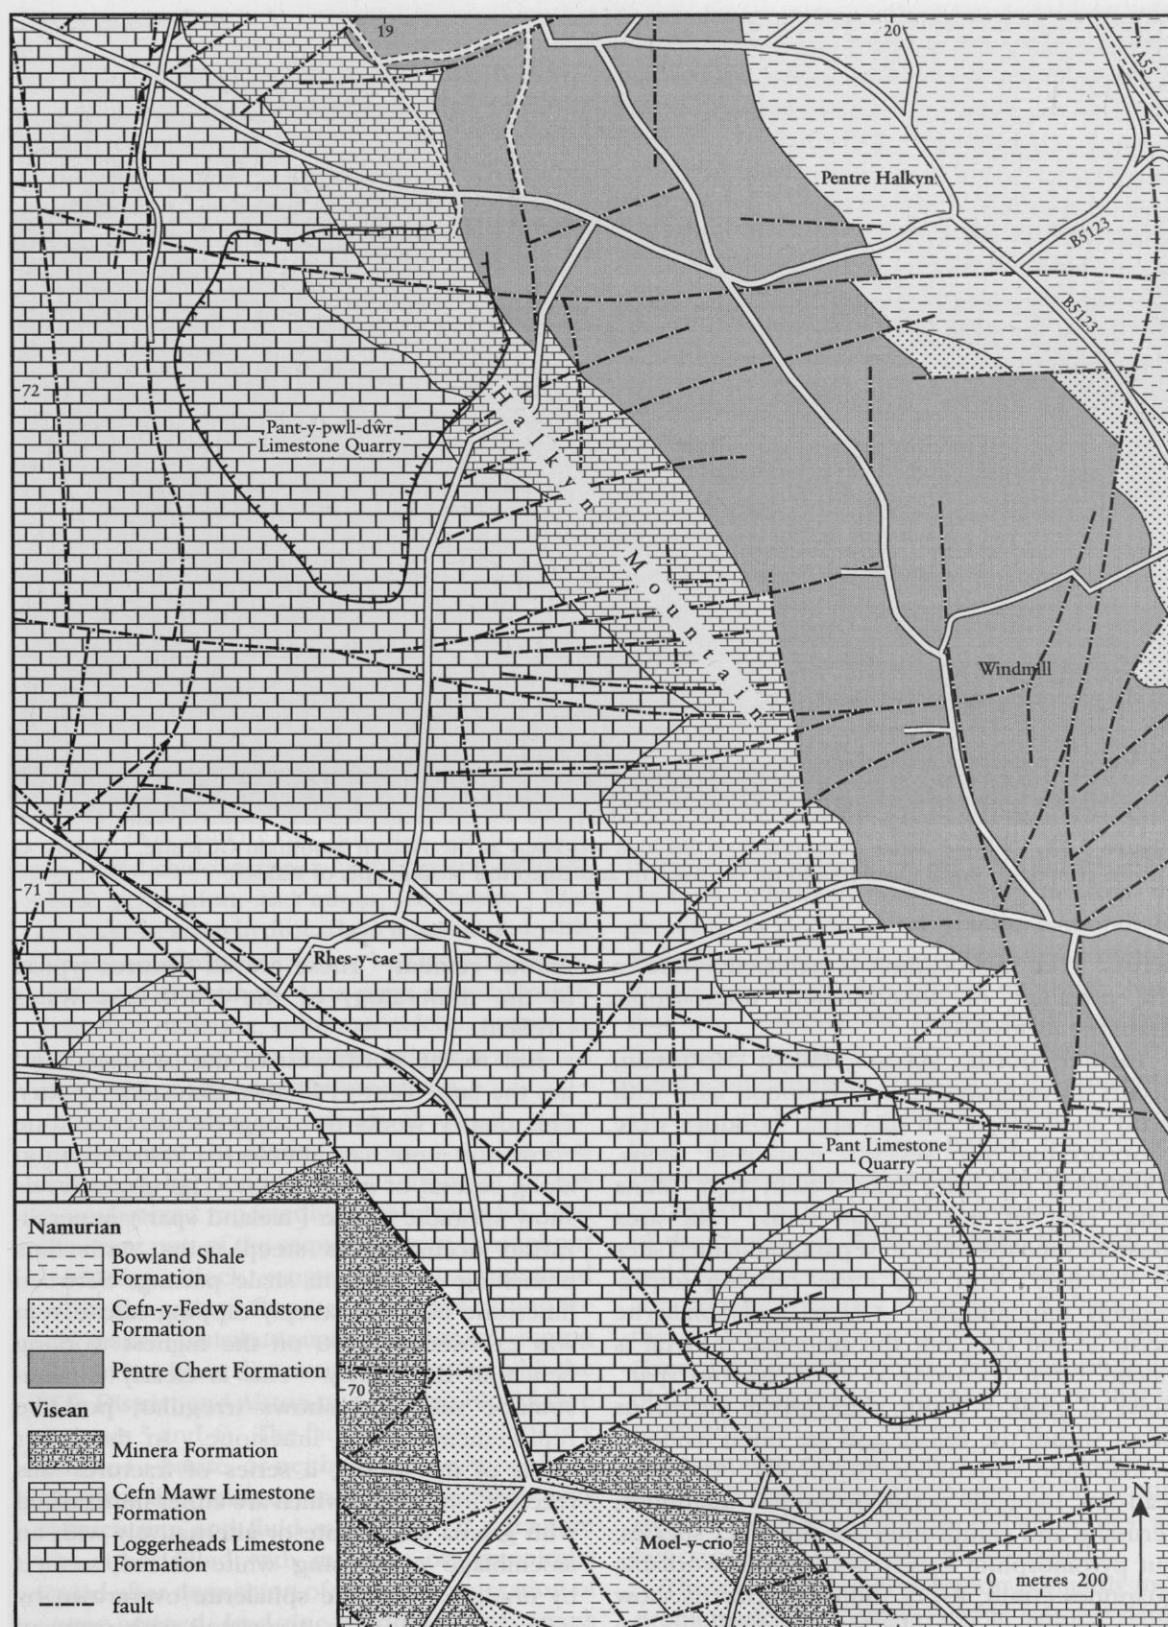 19
20
A55
Pentre Halkyn
B5123
B5123
72
Pant-y-pwll-dŵr
Limestone Quarry
Halkyn
Mountain
Windmill
71
Rhes-y-cae
Pant Limestone
Quarry
Namurian
Bowland Shale
Formation
Cefn-y-Fedw Sandstone
Formation
Pentre Chert Formation
Visean
Minera Formation
Cefn Mawr Limestone
Formation
Loggerheads Limestone
Formation
fault
70
Moel-y-crio
N
0 metres 200